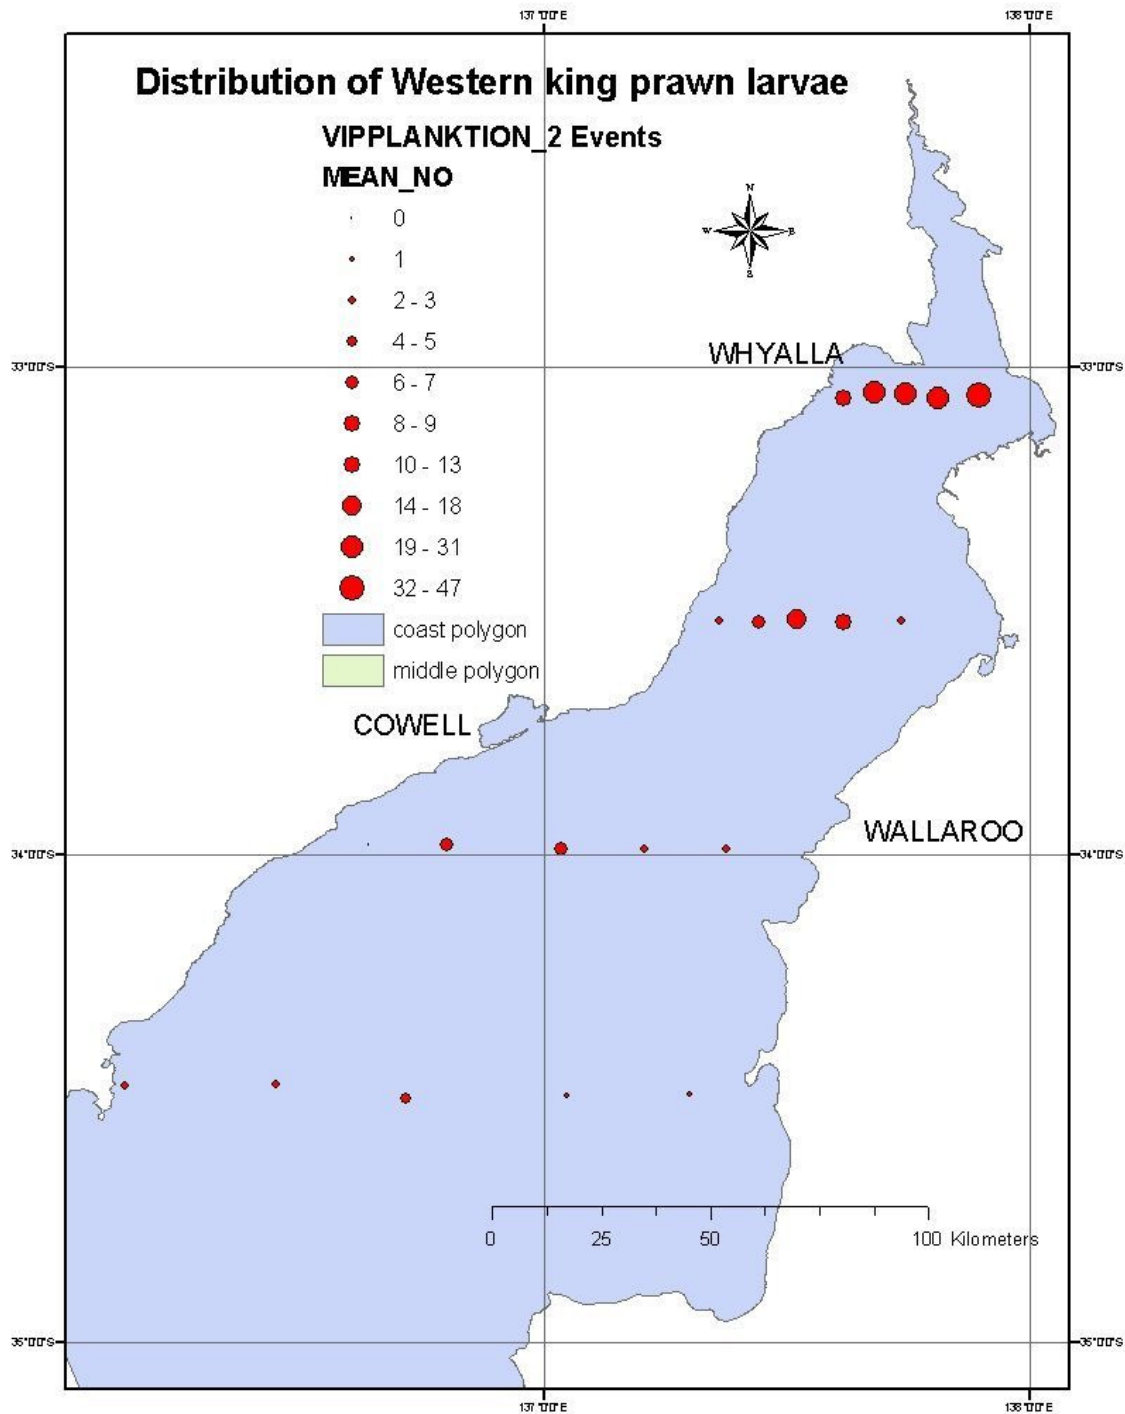 137°0'0"E 138°0'0"E
Distribution of Western king prawn larvae
VIPPLANKTION_2 Events
MEAN_NO
0
1
2 - 3
4 - 5
6 - 7
8 - 9
10 - 13
14 - 18
19 - 31
32 - 47
coast polygon
middle polygon
N
W E
S
WHYALLA
33°0'0"S 33°0'0"S
COWELL
WALLAROO
34°0'0"S 34°0'0"S
0 25 50 100 Kilometers
35°0'0"S 35°0'0"S
137°0'0"E 138°0'0"E